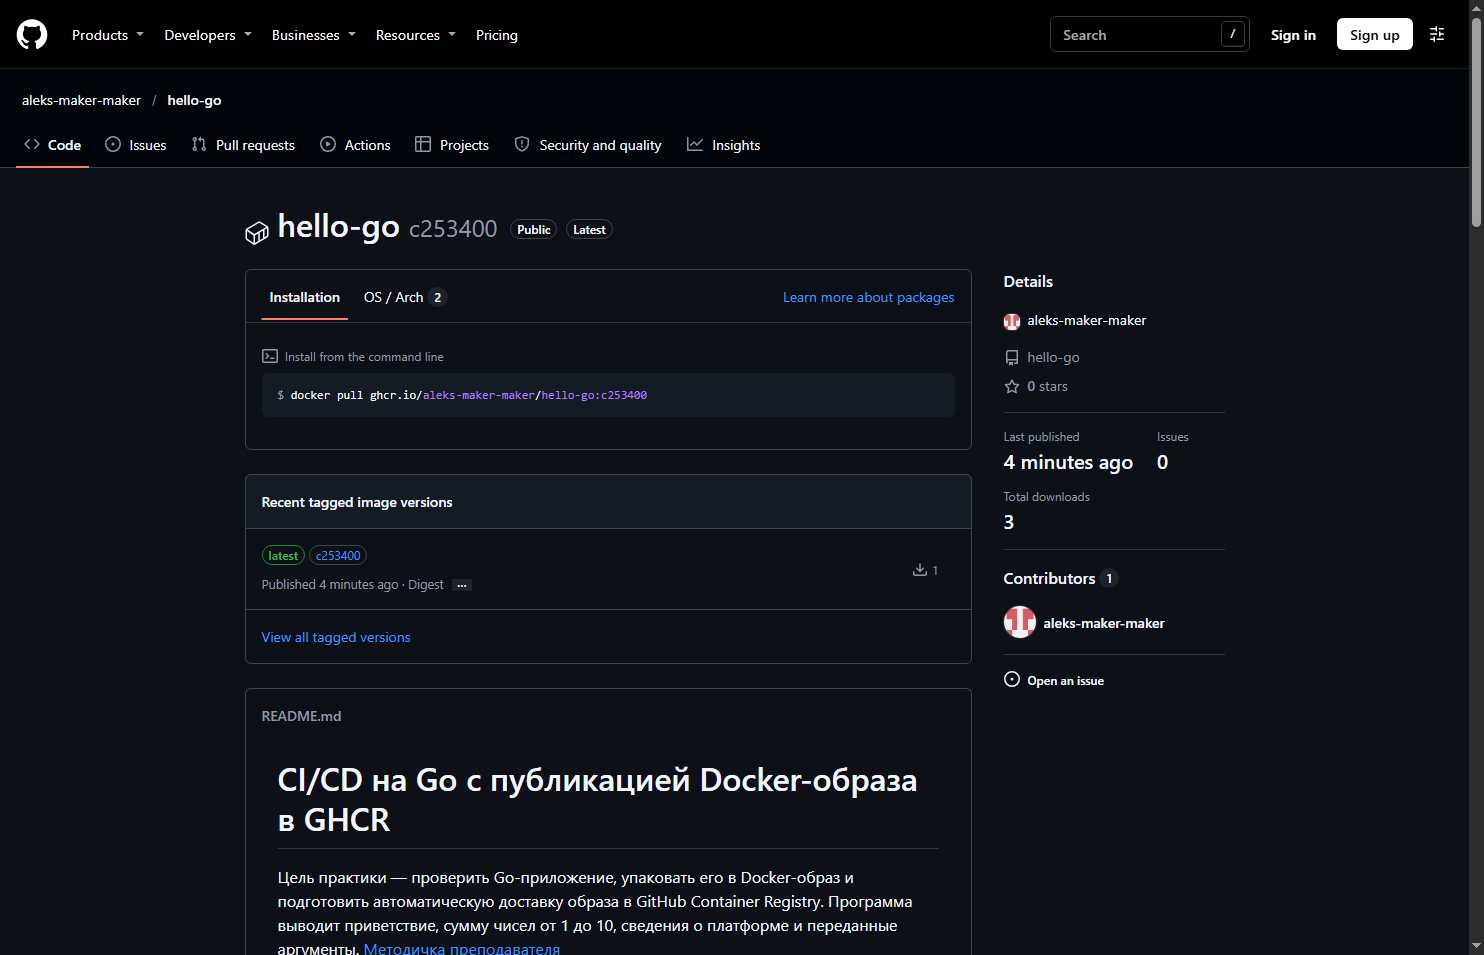 Products Developers Businesses Resources Pricing Search / Sign in Sign up
aleks-maker-maker / hello-go
Code Issues Pull requests Actions Projects Security and quality Insights
hello-go c253400 Public Latest
Installation OS / Arch 2 Learn more about packages
Install from the command line
$ docker pull ghcr.io/aleks-maker-maker/hello-go:c253400
Recent tagged image versions
latest c253400
Published 4 minutes ago · Digest ...
1
View all tagged versions
README.md
CI/CD на Go с публикацией Docker-образа
в GHCR
Цель практики — проверить Go-приложение, упаковать его в Docker-образ и
подготовить автоматическую доставку образа в GitHub Container Registry. Программа
выводит приветствие, сумму чисел от 1 до 10, сведения о платформе и переданные
аргументы. Методичка преподавателя
Details
aleks-maker-maker
hello-go
0 stars
Last published Issues
4 minutes ago 0
Total downloads
3
Contributors 1
aleks-maker-maker
Open an issue